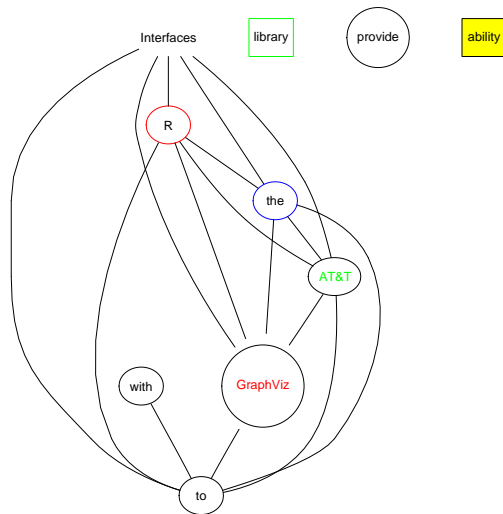 Interfaces
library
provide
ability
R
the
AT&T
with
GraphViz
to